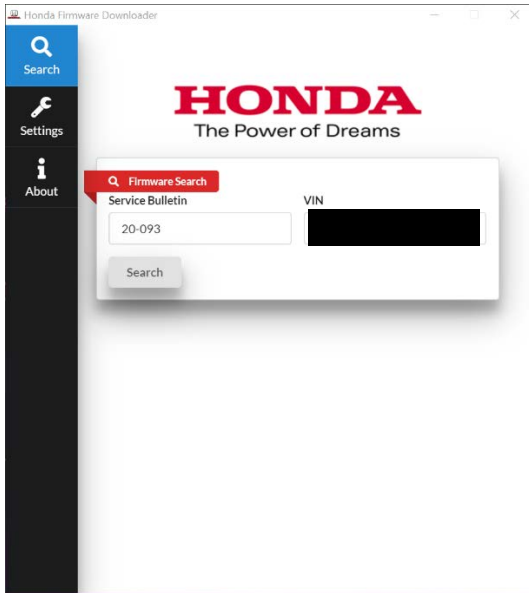 Honda Firmware Downloader
Search
Settings
About
HONDA
The Power of Dreams
Firmware Search
Service Bulletin
VIN
20-093
Search